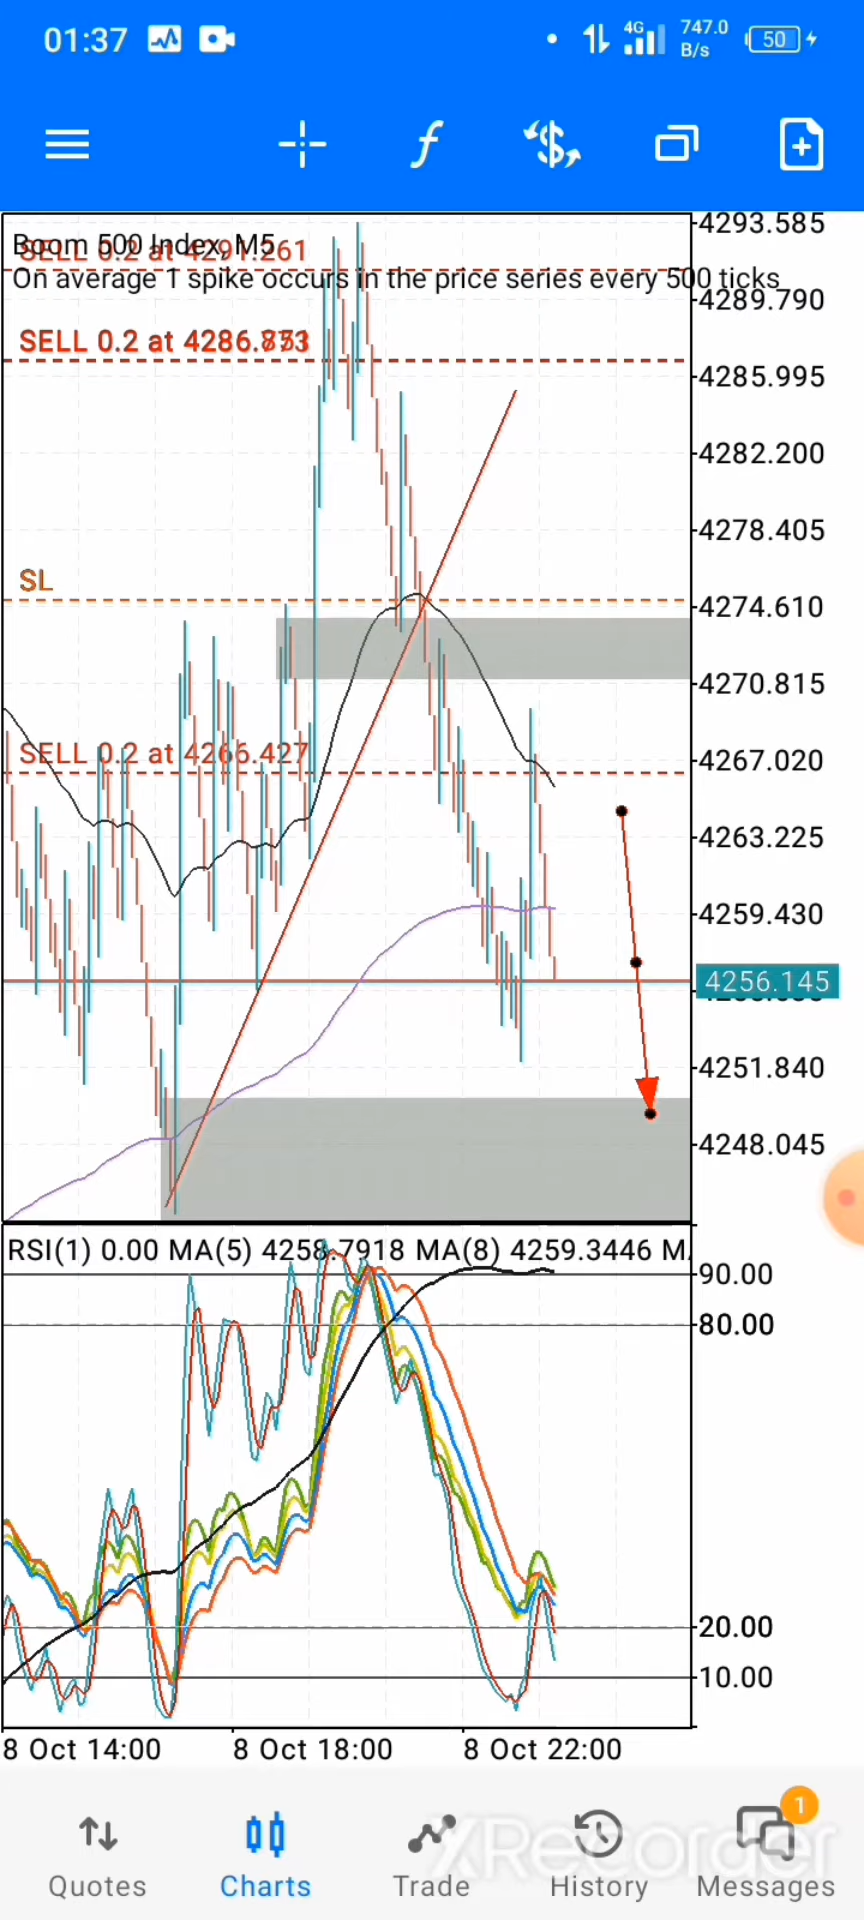 01:37
4G
747.0
B/s
50
4293.585
Boom 500 Index, M5
SELL 0.2 at 4291.261
On average 1 spike occurs in the price series every 500 ticks
4289.790
SELL 0.2 at 4286.
4285.995
4282.200
4278.405
SL
4274.610
4270.815
SELL 0.2 at 4266.427
4267.020
4263.225
4259.430
4256.145
4251.840
4248.045
RSI(1) 0.00 MA(5) 4258.7918 MA(8) 4259.3446 M
90.00
80.00
20.00
10.00
8 Oct 14:00
8 Oct 18:00
8 Oct 22:00
1
XRecorder
Quotes
Charts
Trade
History
Messages